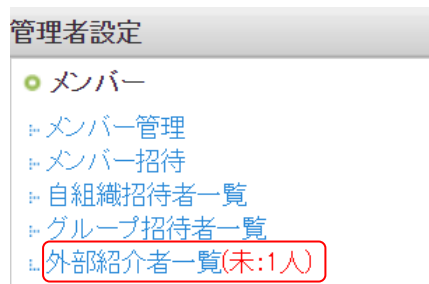 管理者設定
メンバー
メンバー管理
メンバー招待
自組織招待者一覧
グループ招待者一覧
外部紹介者一覧(未:1人)